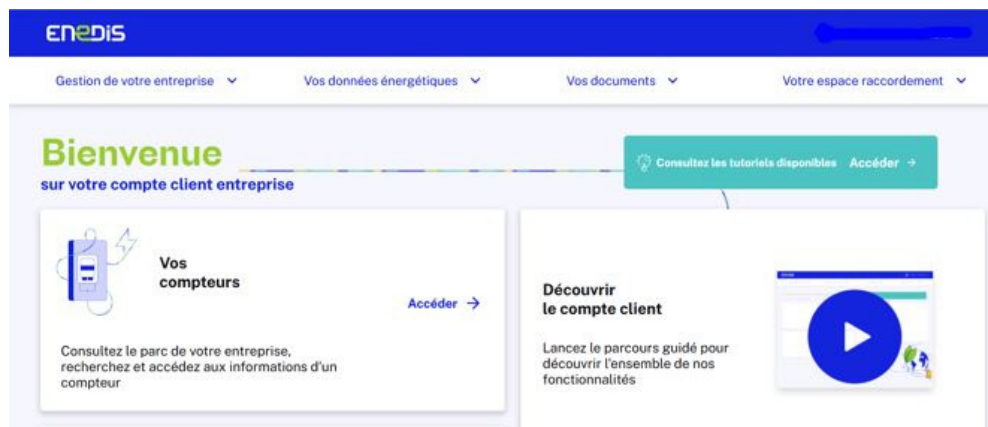 ENEDIS
Gestion de votre entreprise
Vos données énergétiques
Vos documents
Votre espace raccordement
Bienvenue
sur votre compte client entreprise
Consultez les tutoriels disponibles Accéder →
Vos
compteurs
Accéder →
Consultez le parc de votre entreprise,
recherchez et accédez aux informations d'un
compteur
Découvrir
le compte client
Lancez le parcours guidé pour
découvrir l'ensemble de nos
fonctionnalités